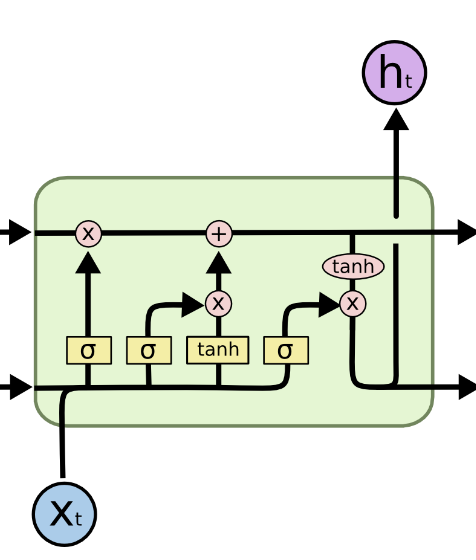 ht
x +
tanh
x x
σ σ tanh σ
xt